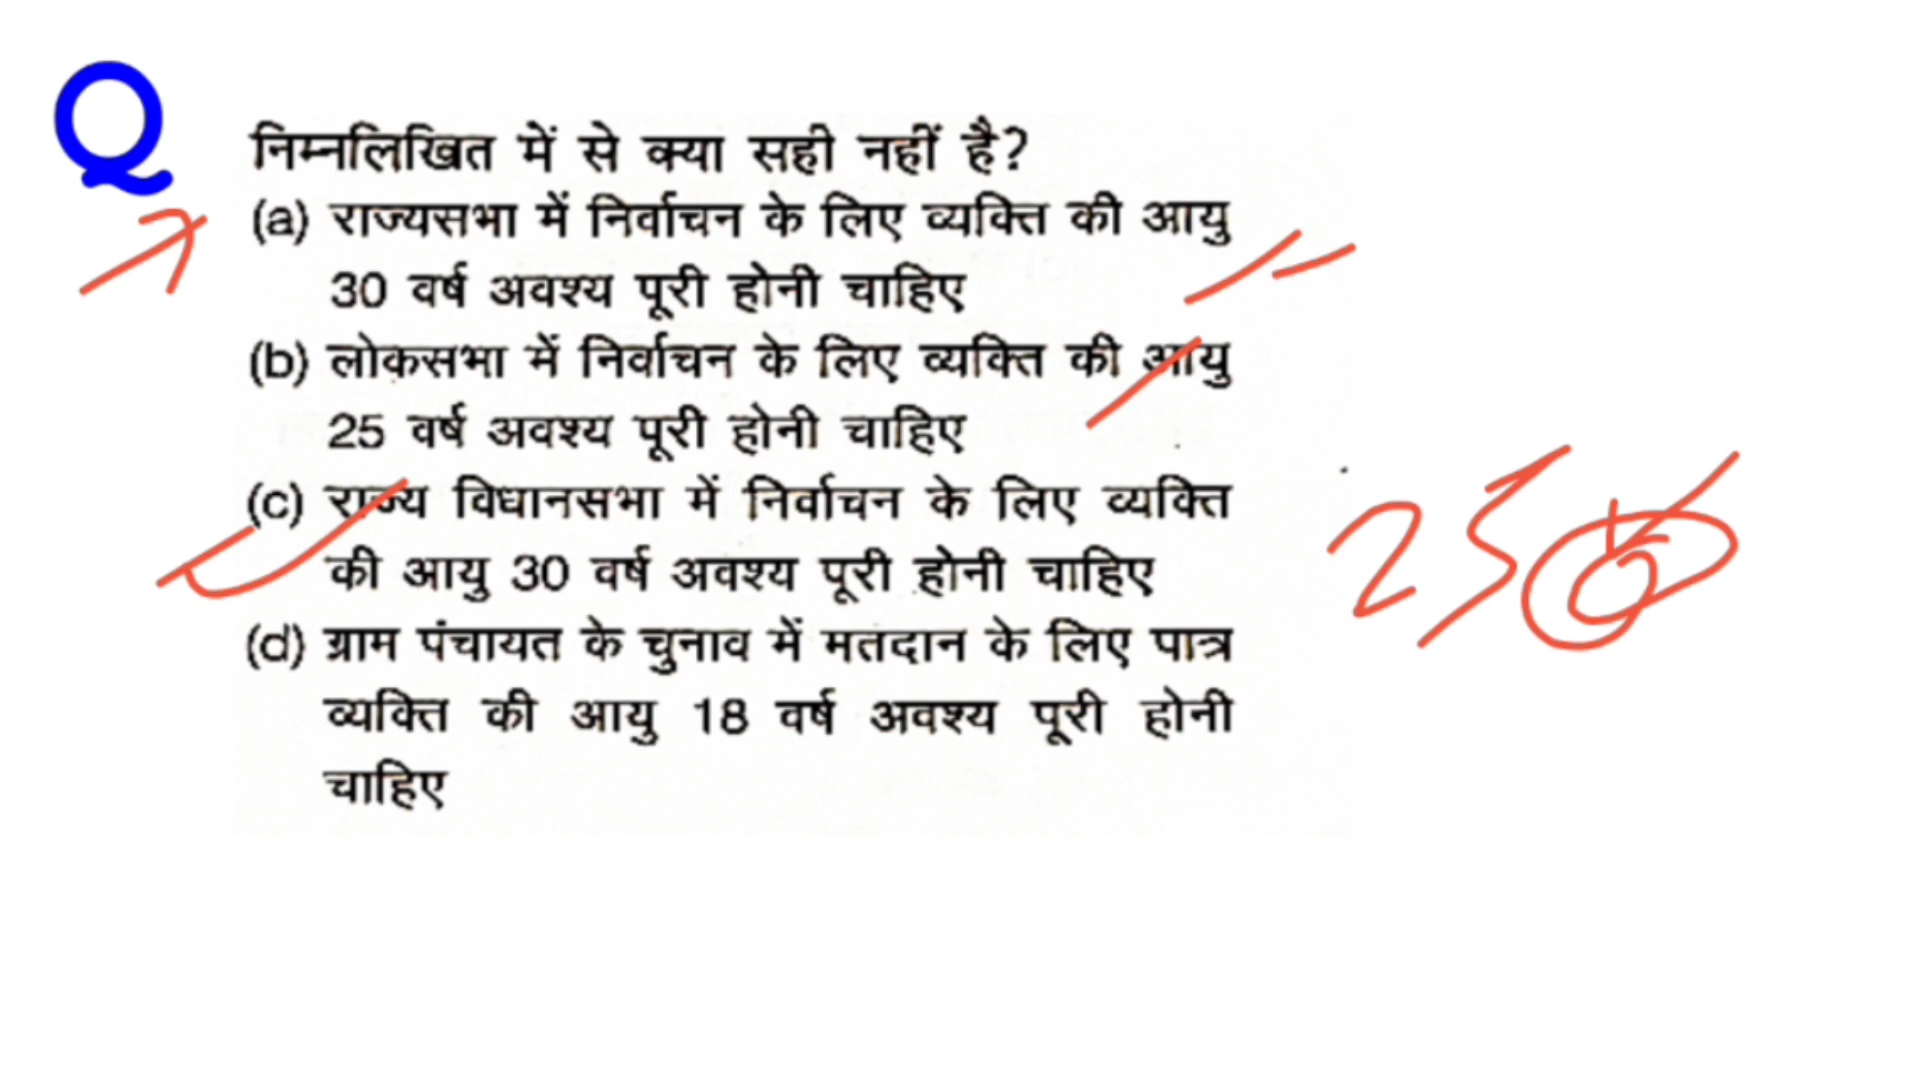 Q
निम्नलिखित में से क्या सही नहीं है?
(a) राज्यसभा में निर्वाचन के लिए व्यक्ति की आयु
30 वर्ष अवश्य पूरी होनी चाहिए
(b) लोकसभा में निर्वाचन के लिए व्यक्ति की आयु
25 वर्ष अवश्य पूरी होनी चाहिए
(c) राज्य विधानसभा में निर्वाचन के लिए व्यक्ति
की आयु 30 वर्ष अवश्य पूरी होनी चाहिए
25
(d) ग्राम पंचायत के चुनाव में मतदान के लिए पात्र
व्यक्ति की आयु 18 वर्ष अवश्य पूरी होनी
चाहिए